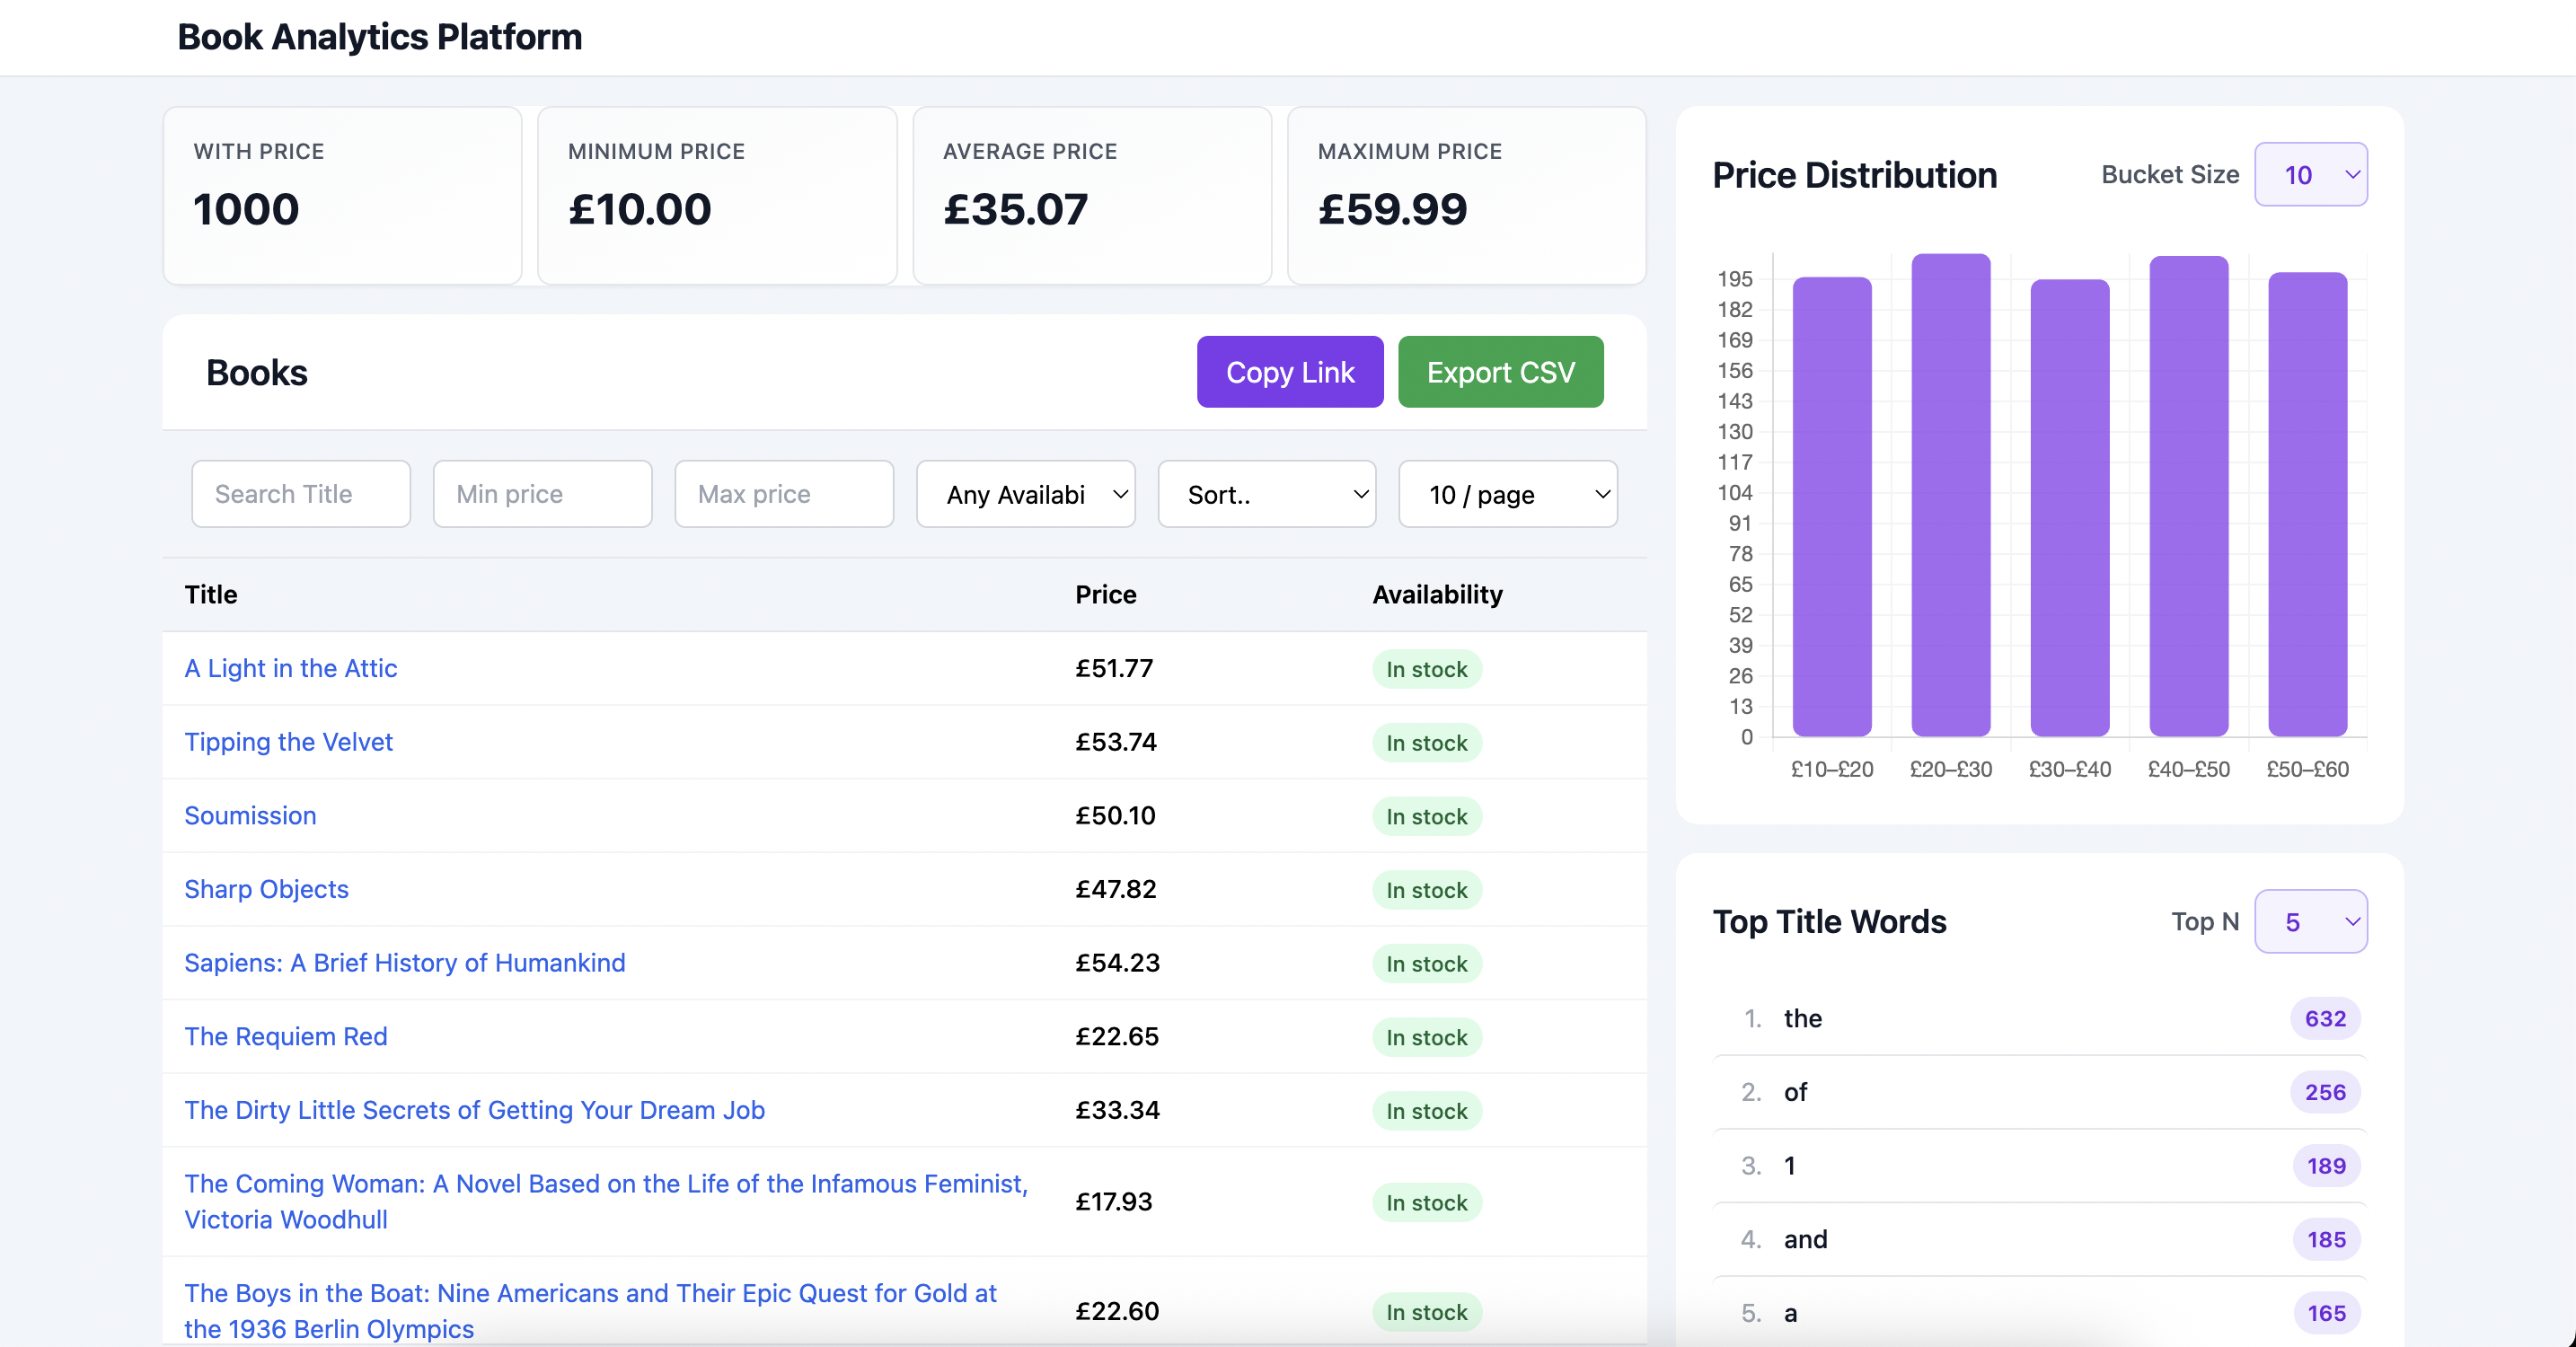 Book Analytics Platform
WITH PRICE
1000
MINIMUM PRICE
£10.00
AVERAGE PRICE
£35.07
MAXIMUM PRICE
£59.99
Books
Copy Link
Export CSV
Search Title
Min price
Max price
Any Availabi
Sort..
10 / page
Title Price Availability
A Light in the Attic £51.77 In stock
Tipping the Velvet £53.74 In stock
Soumission £50.10 In stock
Sharp Objects £47.82 In stock
Sapiens: A Brief History of Humankind £54.23 In stock
The Requiem Red £22.65 In stock
The Dirty Little Secrets of Getting Your Dream Job £33.34 In stock
The Coming Woman: A Novel Based on the Life of the Infamous Feminist,
Victoria Woodhull
£17.93 In stock
The Boys in the Boat: Nine Americans and Their Epic Quest for Gold at
the 1936 Berlin Olympics
£22.60 In stock
Price Distribution
Bucket Size
10
195
182
169
156
143
130
117
104
91
78
65
52
39
26
13
0
£10–£20 £20–£30 £30–£40 £40–£50 £50–£60
Top Title Words
Top N
5
1. the 632
2. of 256
3. 1 189
4. and 185
5. a 165